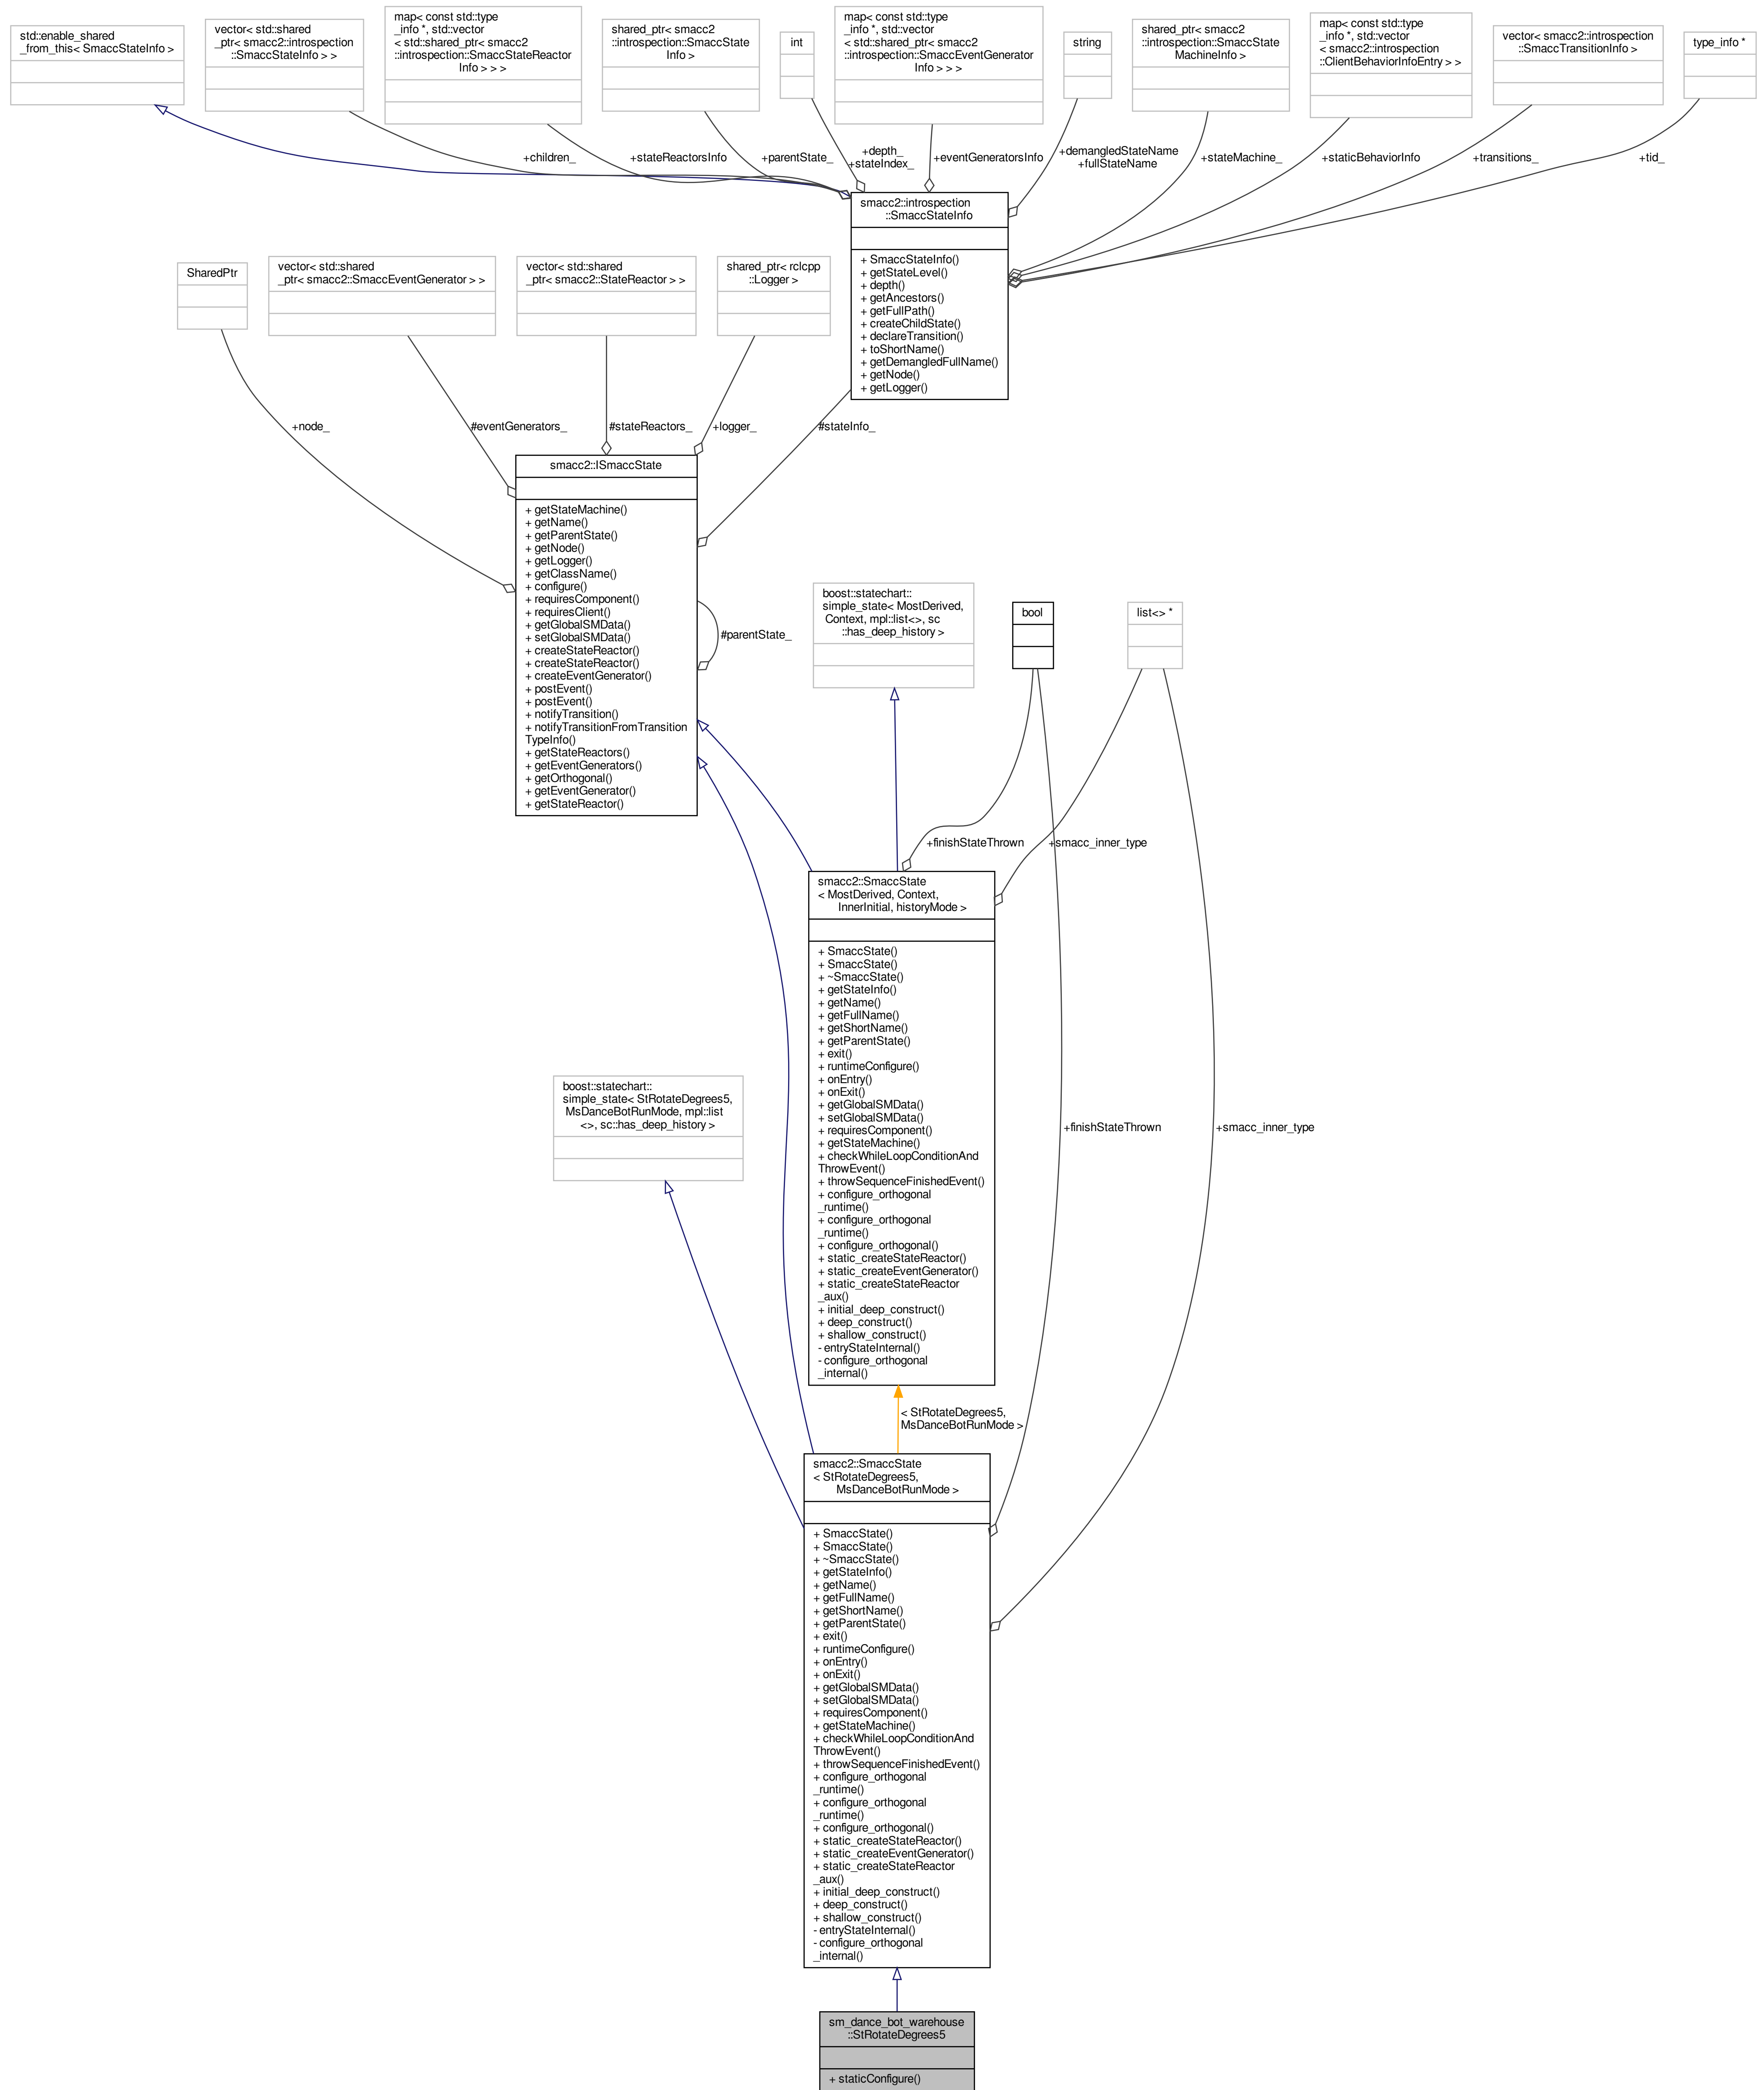 std::enable_shared
_from_this< SmaccStateInfo >
vector< std::shared
_ptr< smacc2::introspection
::SmaccStateInfo > >
map< const std::type
_info *, std::vector
< std::shared_ptr< smacc2
::introspection::SmaccStateReactor
Info > > >
shared_ptr< smacc2
::introspection::SmaccState
Info >
int
map< const std::type
_info *, std::vector
< std::shared_ptr< smacc2
::introspection::SmaccEventGenerator
Info > > >
string
shared_ptr< smacc2
::introspection::SmaccState
MachineInfo >
map< const std::type
_info *, std::vector
< smacc2::introspection
::ClientBehaviorInfoEntry > >
vector< smacc2::introspection
::SmaccTransitionInfo >
type_info *
+children_
+stateReactorsInfo
+parentState_
+depth_
+stateIndex_
+eventGeneratorsInfo
+demangledStateName
+fullStateName
+stateMachine_
+staticBehaviorInfo
+transitions_
+tid_
smacc2::introspection
::SmaccStateInfo
+ SmaccStateInfo()
+ getStateLevel()
+ depth()
+ getAncestors()
+ getFullPath()
+ createChildState()
+ declareTransition()
+ toShortName()
+ getDemangledFullName()
+ getNode()
+ getLogger()
SharedPtr
vector< std::shared
_ptr< smacc2::SmaccEventGenerator > >
vector< std::shared
_ptr< smacc2::StateReactor > >
shared_ptr< rclcpp
::Logger >
+node_
#eventGenerators_
#stateReactors_
+logger_
#stateInfo_
smacc2::ISmaccState
+ getStateMachine()
+ getName()
+ getParentState()
+ getNode()
+ getLogger()
+ getClassName()
+ configure()
+ requiresComponent()
+ requiresClient()
+ getGlobalSMData()
+ setGlobalSMData()
+ createStateReactor()
+ createStateReactor()
+ createEventGenerator()
+ postEvent()
+ postEvent()
+ notifyTransition()
+ notifyTransitionFromTransition
TypeInfo()
+ getStateReactors()
+ getEventGenerators()
+ getOrthogonal()
+ getEventGenerator()
+ getStateReactor()
#parentState_
boost::statechart::
simple_state< MostDerived,
Context, mpl::list<>, sc
::has_deep_history >
bool
list<> *
+finishStateThrown
+smacc_inner_type
smacc2::SmaccState
< MostDerived, Context,
InnerInitial, historyMode >
+ SmaccState()
+ SmaccState()
+ ~SmaccState()
+ getStateInfo()
+ getName()
+ getFullName()
+ getShortName()
+ getParentState()
+ exit()
+ runtimeConfigure()
+ onEntry()
+ onExit()
+ getGlobalSMData()
+ setGlobalSMData()
+ requiresComponent()
+ getStateMachine()
+ checkWhileLoopConditionAnd
ThrowEvent()
+ throwSequenceFinishedEvent()
+ configure_orthogonal
_runtime()
+ configure_orthogonal
_runtime()
+ configure_orthogonal()
+ static_createStateReactor()
+ static_createEventGenerator()
+ static_createStateReactor
_aux()
+ initial_deep_construct()
+ deep_construct()
+ shallow_construct()
- entryStateInternal()
- configure_orthogonal
_internal()
boost::statechart::
simple_state< StRotateDegrees5,
MsDanceBotRunMode, mpl::list
<>, sc::has_deep_history >
+finishStateThrown
+smacc_inner_type
< StRotateDegrees5,
MsDanceBotRunMode >
smacc2::SmaccState
< StRotateDegrees5,
MsDanceBotRunMode >
+ SmaccState()
+ SmaccState()
+ ~SmaccState()
+ getStateInfo()
+ getName()
+ getFullName()
+ getShortName()
+ getParentState()
+ exit()
+ runtimeConfigure()
+ onEntry()
+ onExit()
+ getGlobalSMData()
+ setGlobalSMData()
+ requiresComponent()
+ getStateMachine()
+ checkWhileLoopConditionAnd
ThrowEvent()
+ throwSequenceFinishedEvent()
+ configure_orthogonal
_runtime()
+ configure_orthogonal
_runtime()
+ configure_orthogonal()
+ static_createStateReactor()
+ static_createEventGenerator()
+ static_createStateReactor
_aux()
+ initial_deep_construct()
+ deep_construct()
+ shallow_construct()
- entryStateInternal()
- configure_orthogonal
_internal()
sm_dance_bot_warehouse
::StRotateDegrees5
+ staticConfigure()